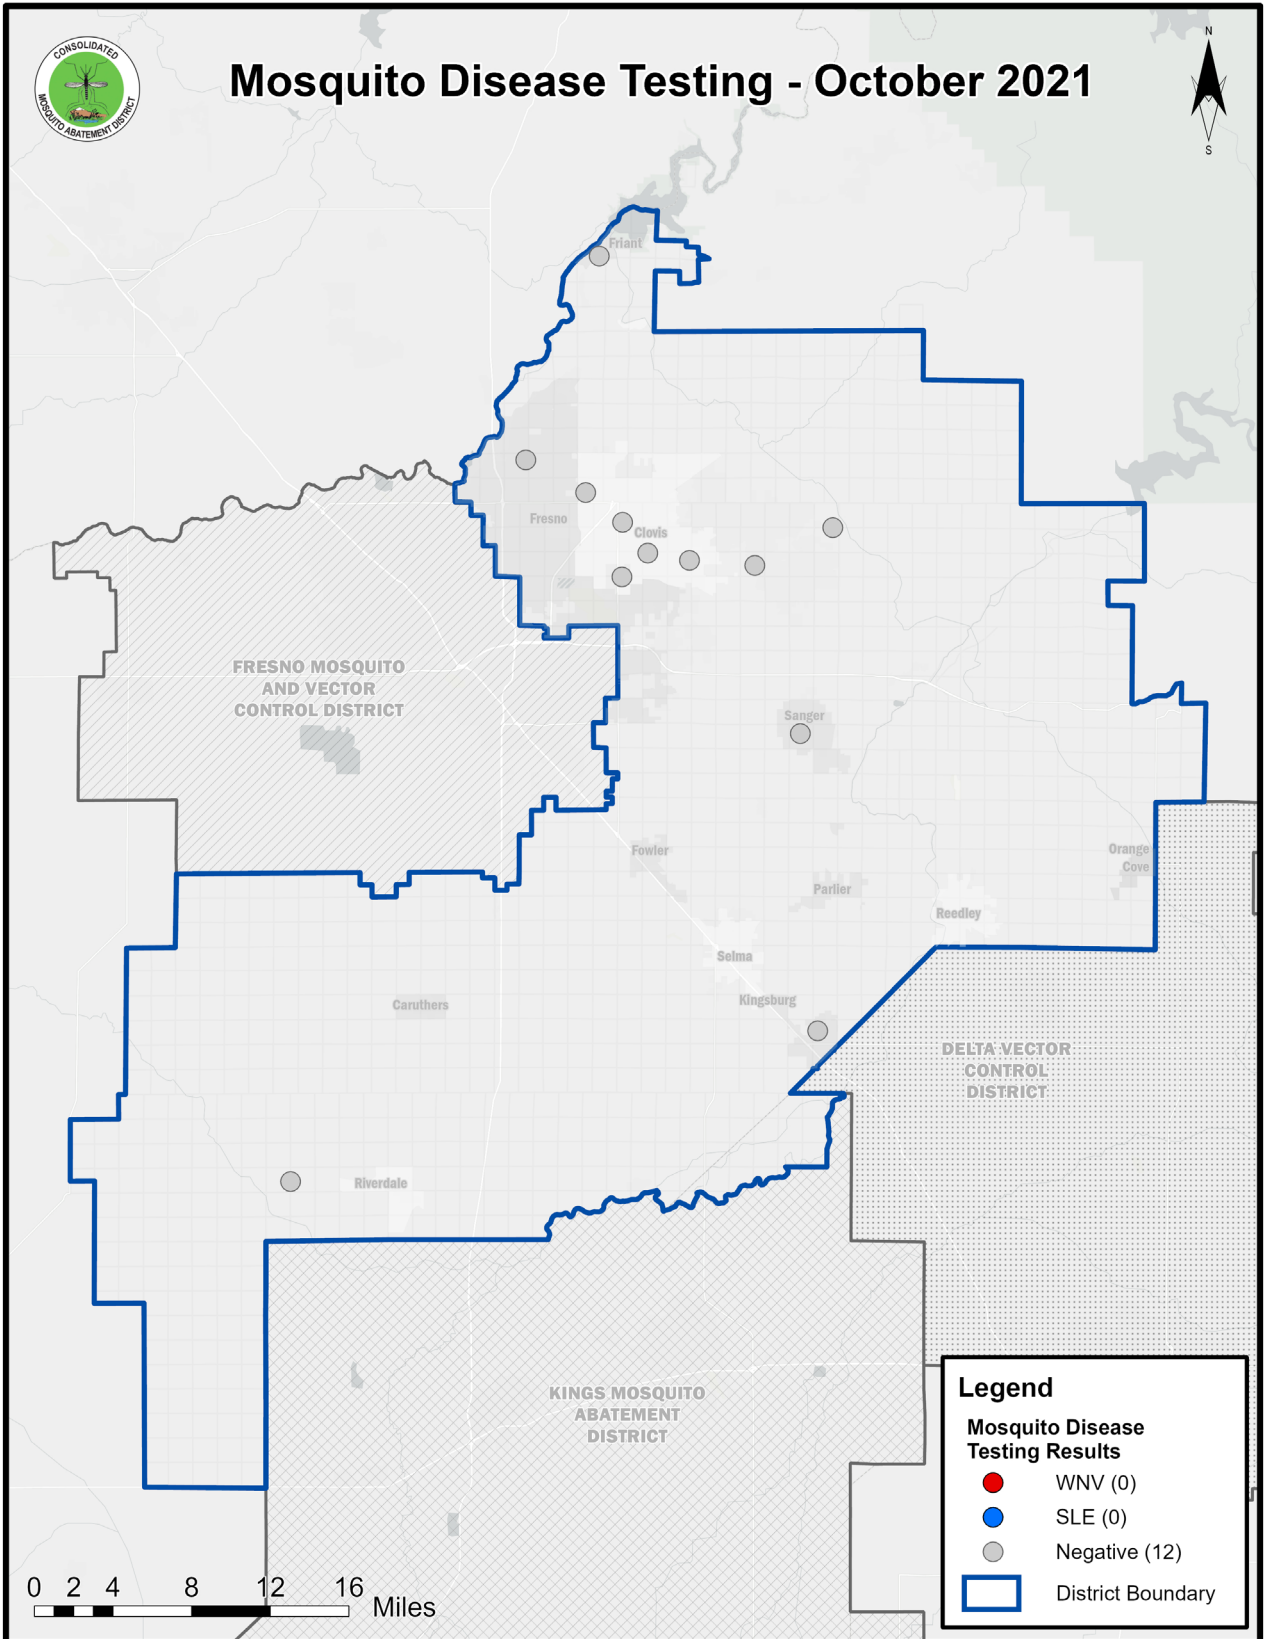 CONSOLIDATED
MOSQUITO ABATEMENT DISTRICT
Mosquito Disease Testing - October 2021
N
S
Friant
Fresno
Clovis
FRESNO MOSQUITO
AND VECTOR
CONTROL DISTRICT
Sanger
Fowler
Orange
Cove
Parlier
Reedley
Selma
Kingsburg
Caruthers
DELTA VECTOR
CONTROL
DISTRICT
Riverdale
KINGS MOSQUITO
ABATEMENT
DISTRICT
Legend
Mosquito Disease
Testing Results
WNV (0)
SLE (0)
Negative (12)
District Boundary
0 2 4 8 12 16
Miles